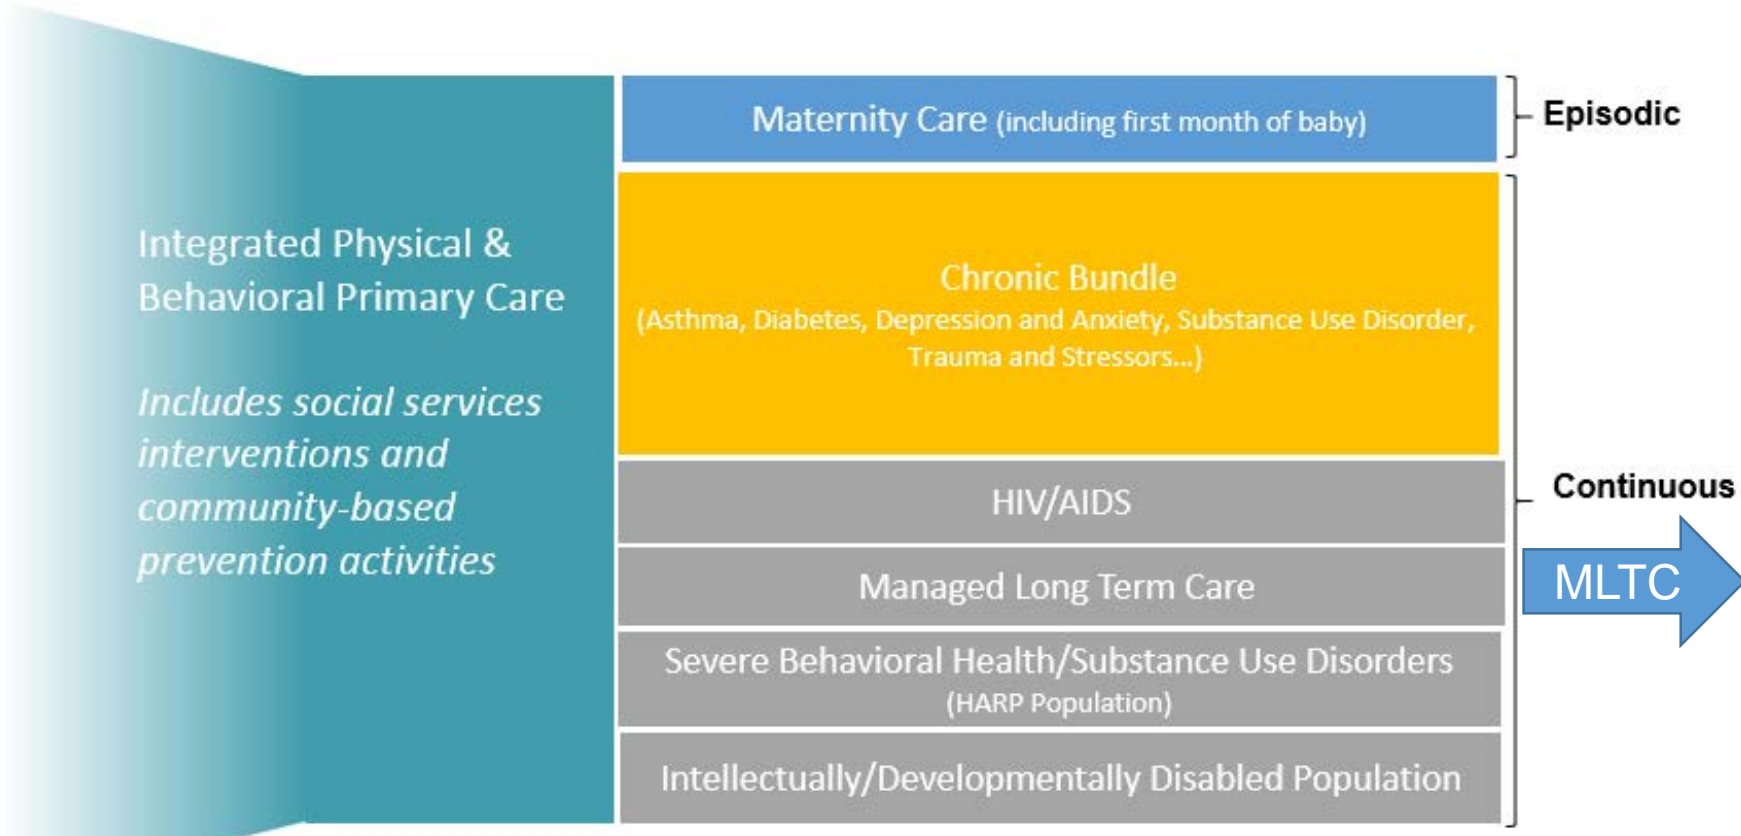 Integrated Physical &
Behavioral Primary Care
Includes social services
interventions and
community-based
prevention activities
Maternity Care (including first month of baby)
Episodic
Chronic Bundle
(Asthma, Diabetes, Depression and Anxiety, Substance Use Disorder,
Trauma and Stressors...)
HIV/AIDS
Continuous
Managed Long Term Care
MLTC
Severe Behavioral Health/Substance Use Disorders
(HARP Population)
Intellectually/Developmentally Disabled Population